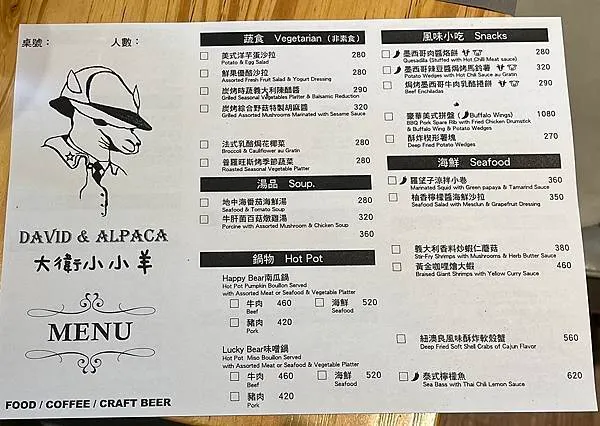 桌號： 人數：
DAVID & ALPACA
大衛小小羊
MENU
FOOD / COFFEE / CRAFT BEER
蔬食 Vegetarian (非素食)
美式洋芋蛋沙拉 280
Potato & Egg Salad
鮮果優酪沙拉 280
Assorted Fresh Fruit Salad & Yogurt Dressing
炭烤時蔬義大利陳醋醬 290
Grilled Seasonal Vegetables Platter & Balsamic Reduction
炭烤綜合野菇特製胡麻醬 320
Grilled Assorted Mushrooms Marinated with Sesame Sauce
法式乳酪焗花椰菜 280
Broccoli & Cauliflower au Gratin
普羅旺斯烤季節蔬菜 280
Roasted Seasonal Vegetable Platter
湯品 Soup.
地中海番茄海鮮湯 280
Seafood & Tomato Soup
牛肝菌百菇燉雞湯 320
Porcine with Assorted Mushroom & Chicken Soup
360
鍋物 Hot Pot
Happy Bear南瓜鍋
Hot Pot Pumpkin Bouillon Served
with Assorted Meat or Seafood & Vegetable Platter
牛肉 460 海鮮 520
Beef Seafood
豬肉 420
Pork
Lucky Bear味噌鍋
Hot Pot Miso Bouillon Served
with Assorted Meat or Seafood & Vegetable Platter
牛肉 460 海鮮 520
Beef Seafood
豬肉 420
Pork
風味小吃 Snacks
墨西哥肉醬烙餅 280
Quesadilla (Stuffed with Hot Chili Meat sauce)
墨西哥辣豆醬焗烤馬鈴薯 320
Potato Wedges with Hot Chili Sauce au Gratin
焗烤墨西哥牛肉乳酪捲餅 290
Beef Enchiladas
豪華美式拼盤 (Buffalo Wings) 1080
BBQ Pork Spare Rib with Fried Chicken Drumstick
& Buffalo Wing & Potato Wedges
酥炸楔形薯塊 270
Deep Fried Potato Wedges
海鮮 Seafood
羅望子涼拌小卷 360
Marinated Squid with Green papaya & Tamarind Sauce
柚香檸檬醬海鮮沙拉 350
Seafood Salad with Mesclun & Grapefruit Dressing
義大利香料炒蝦仁蘑菇 380
Stir-Fry Shrimps with Mushrooms & Herb Butter Sauce
黃金咖哩燴大蝦 460
Braised Giant Shrimps with Yellow Curry Sauce
紐澳良風味酥炸軟殼蟹 560
Deep Fried Soft Shell Crabs of Cajun Flavor
泰式檸檬魚 620
Sea Bass with Thai Chili Lemon Sauce